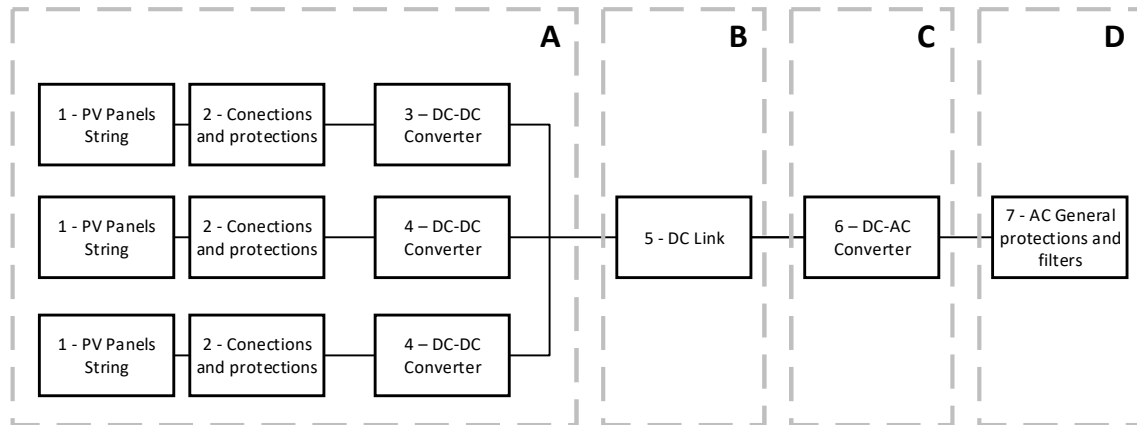 A
B
C
D
1 - PV Panels
String
2 - Conections
and protections
3 – DC-DC
Converter
1 - PV Panels
String
2 - Conections
and protections
4 – DC-DC
Converter
5 - DC Link
6 – DC-AC
Converter
7 - AC General
protections and
filters
1 - PV Panels
String
2 - Conections
and protections
4 – DC-DC
Converter